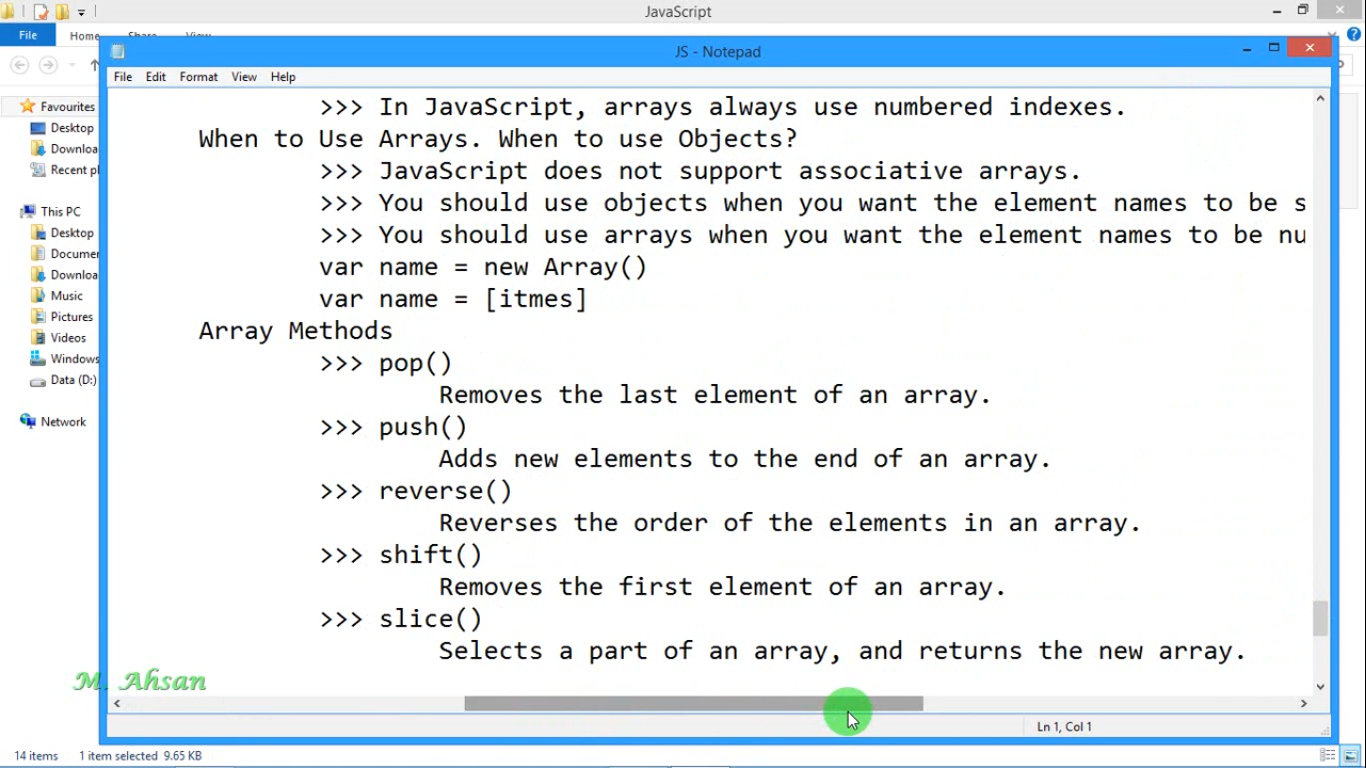 JavaScript
File
Home
Share
View
JS - Notepad
File Edit Format View Help
Favourites
Desktop
Downloa
Recent pl
This PC
Desktop
Documen
Downloa
Music
Pictures
Videos
Windows
Data (D:)
Network
>>> In JavaScript, arrays always use numbered indexes.
When to Use Arrays. When to use Objects?
>>> JavaScript does not support associative arrays.
>>> You should use objects when you want the element names to be s
>>> You should use arrays when you want the element names to be nu
var name = new Array()
var name = [itmes]
Array Methods
>>> pop()
Removes the last element of an array.
>>> push()
Adds new elements to the end of an array.
>>> reverse()
Reverses the order of the elements in an array.
>>> shift()
Removes the first element of an array.
>>> slice()
Selects a part of an array, and returns the new array.
M. Ahsan
Ln 1, Col 1
14 items 1 item selected 9.65 KB